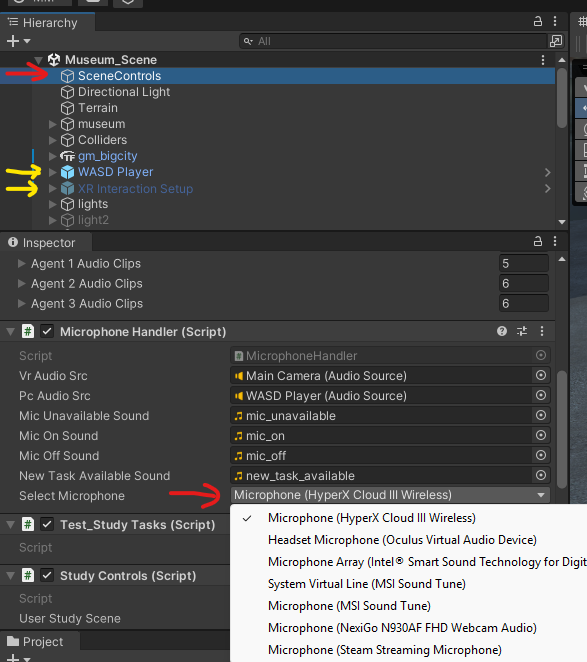 Hierarchy
All
Museum_Scene
SceneControls
Directional Light
Terrain
museum
Colliders
gm_bigcity
WASD Player
XR Interaction Setup
lights
light2
Inspector
Agent 1 Audio Clips 5
Agent 2 Audio Clips 6
Agent 3 Audio Clips 6
# Microphone Handler (Script)
Script # MicrophoneHandler
Vr Audio Src Main Camera (Audio Source)
Pc Audio Src WASD Player (Audio Source)
Mic Unavailable Sound mic_unavailable
Mic On Sound mic_on
Mic Off Sound mic_off
New Task Available Sound new_task_available
Select Microphone Microphone (HyperX Cloud III Wireless)
✓ Microphone (HyperX Cloud III Wireless)
Headset Microphone (Oculus Virtual Audio Device)
Microphone Array (Intel® Smart Sound Technology for Digit
System Virtual Line (MSI Sound Tune)
Microphone (MSI Sound Tune)
Microphone (NexiGo N930AF FHD Webcam Audio)
Microphone (Steam Streaming Microphone)
# Test_Study Tasks (Script)
Script
# Study Controls (Script)
Script
User Study Scene
Project